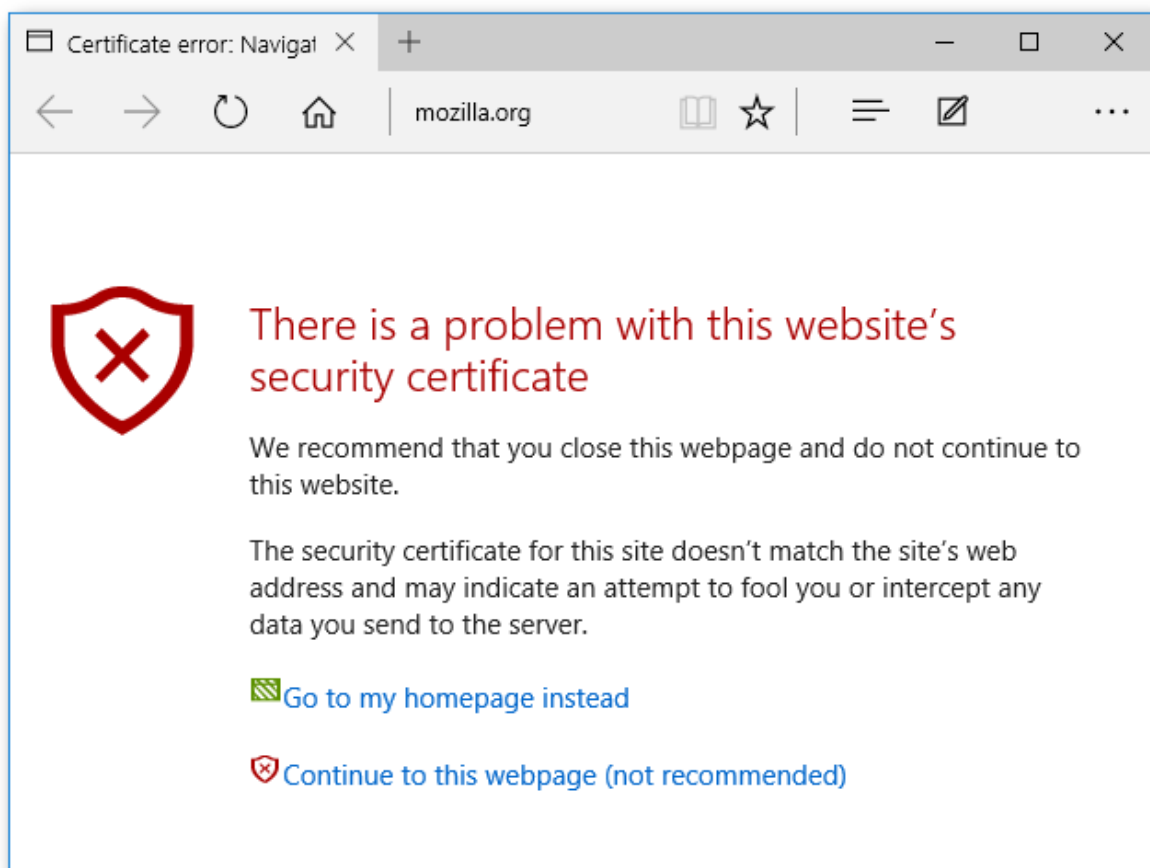 Certificate error: Navigat
mozilla.org
There is a problem with this website’s
security certificate
We recommend that you close this webpage and do not continue to
this website.
The security certificate for this site doesn’t match the site’s web
address and may indicate an attempt to fool you or intercept any
data you send to the server.
Go to my homepage instead
Continue to this webpage (not recommended)